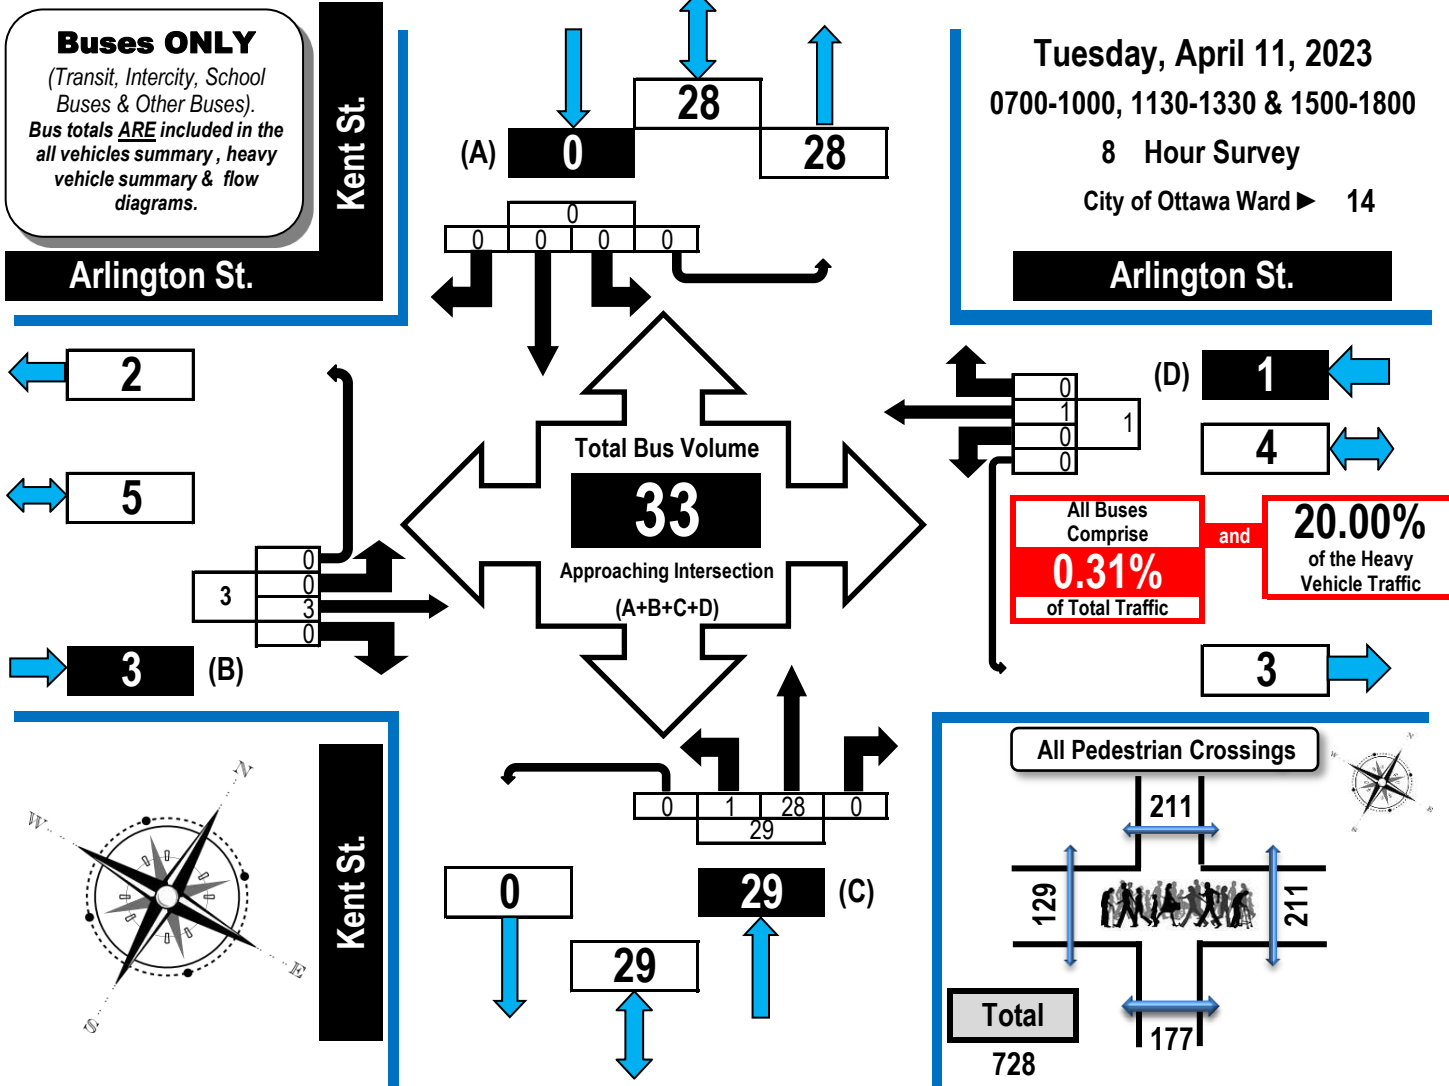 Buses ONLY
(Transit, Intercity, School
Buses & Other Buses).
Bus totals ARE included in the
all vehicles summary , heavy
vehicle summary & flow
diagrams.
Kent St.
Arlington St.
28
(A) 0 28
0
0 0 0 0
Tuesday, April 11, 2023
0700-1000, 1130-1330 & 1500-1800
8 Hour Survey
City of Ottawa Ward ► 14
Arlington St.
2
5
0
0
3
3
0
3 (B)
Total Bus Volume
33
Approaching Intersection
(A+B+C+D)
(D) 1
0
1
1
0
0
4
All Buses
Comprise
0.31%
of Total Traffic
and
20.00%
of the Heavy
Vehicle Traffic
3
N
W
E
S
Kent St.
0 1 28 0
29
0
29 (C)
29
All Pedestrian Crossings
N
W
E
S
211
129
211
177
Total
728